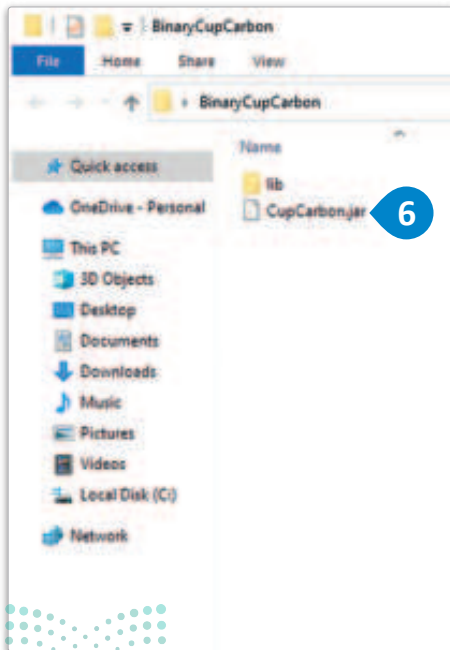 BinaryCupCarbon
File Home Share View
BinaryCupCarbon
Name
Quick access
lib
OneDrive - Personal
CupCarbon.jar 6
This PC
3D Objects
Desktop
Documents
Downloads
Music
Pictures
Videos
Local Disk (C:)
Network